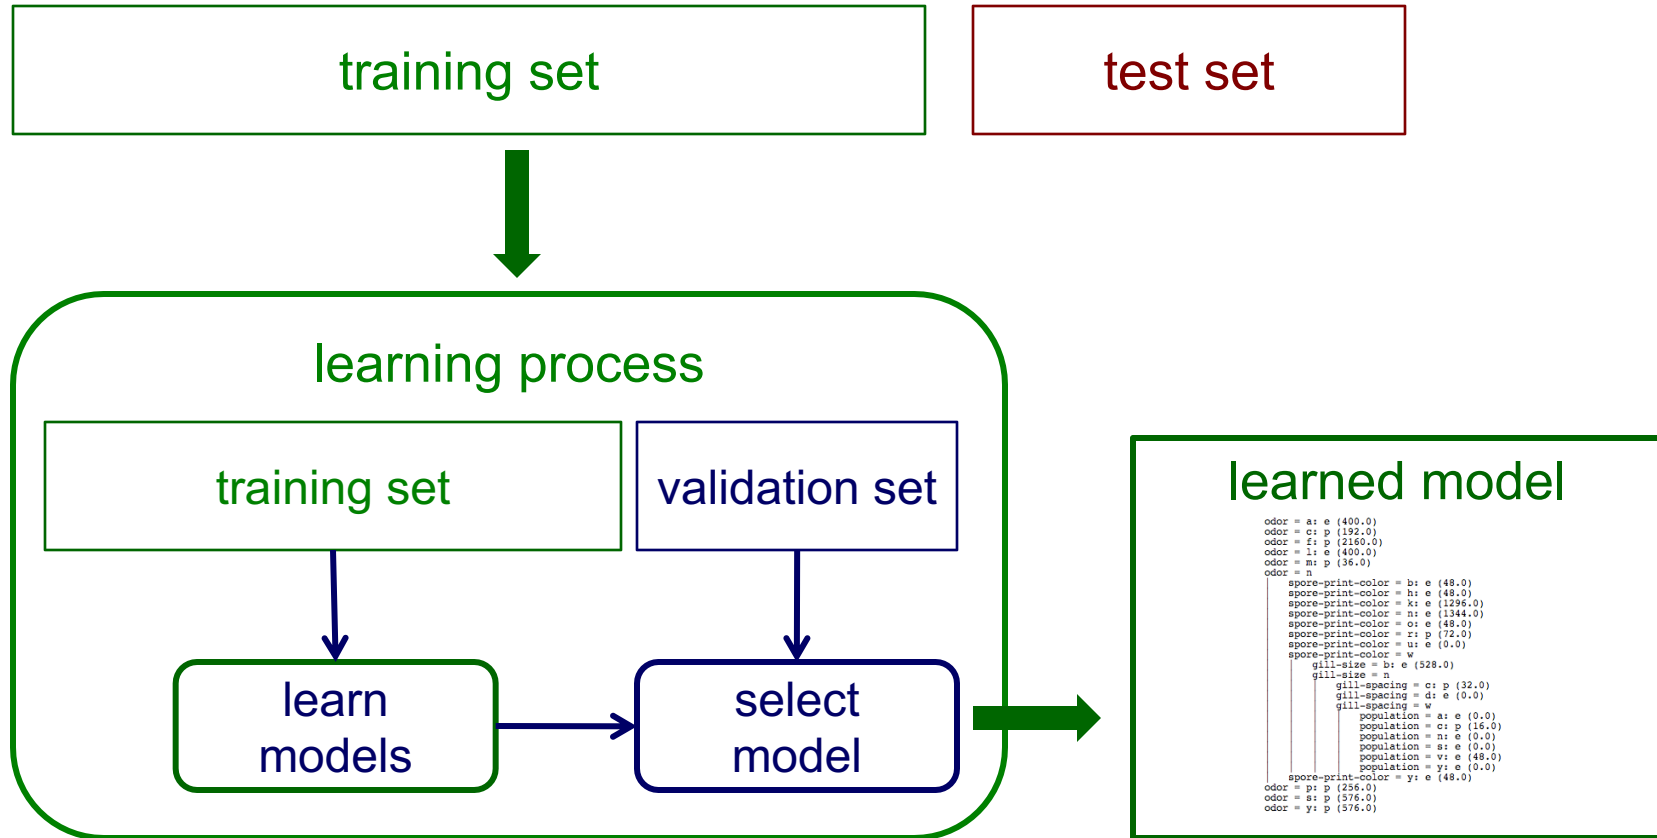 training set
test set
learning process
training set
validation set
learn
models
select
model
learned model
odor = a: e (400.0)
odor = c: p (192.0)
odor = f: p (2160.0)
odor = l: e (400.0)
odor = m: p (36.0)
odor = n
| spore-print-color = b: e (48.0)
| spore-print-color = h: e (48.0)
| spore-print-color = k: e (1296.0)
| spore-print-color = n: e (1344.0)
| spore-print-color = o: e (48.0)
| spore-print-color = r: p (72.0)
| spore-print-color = u: e (0.0)
| spore-print-color = w
| | gill-size = b: e (528.0)
| | gill-size = n
| | | gill-spacing = c: p (32.0)
| | | gill-spacing = d: e (0.0)
| | | gill-spacing = w
| | | | population = a: e (0.0)
| | | | population = c: p (16.0)
| | | | population = n: e (0.0)
| | | | population = s: e (0.0)
| | | | population = v: e (48.0)
| | | | population = y: e (0.0)
| spore-print-color = y: e (48.0)
odor = p: p (256.0)
odor = s: p (576.0)
odor = y: p (576.0)